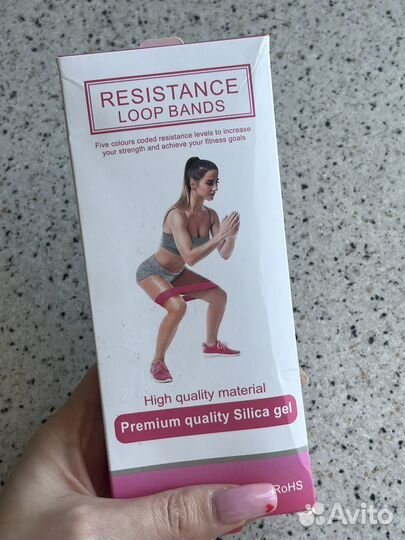 RESISTANCE
LOOP BANDS
Five colours coded resistance levels to increase
your strength and achieve your fitness goals
High quality material
Premium quality Silica gel
RoHS
Avito